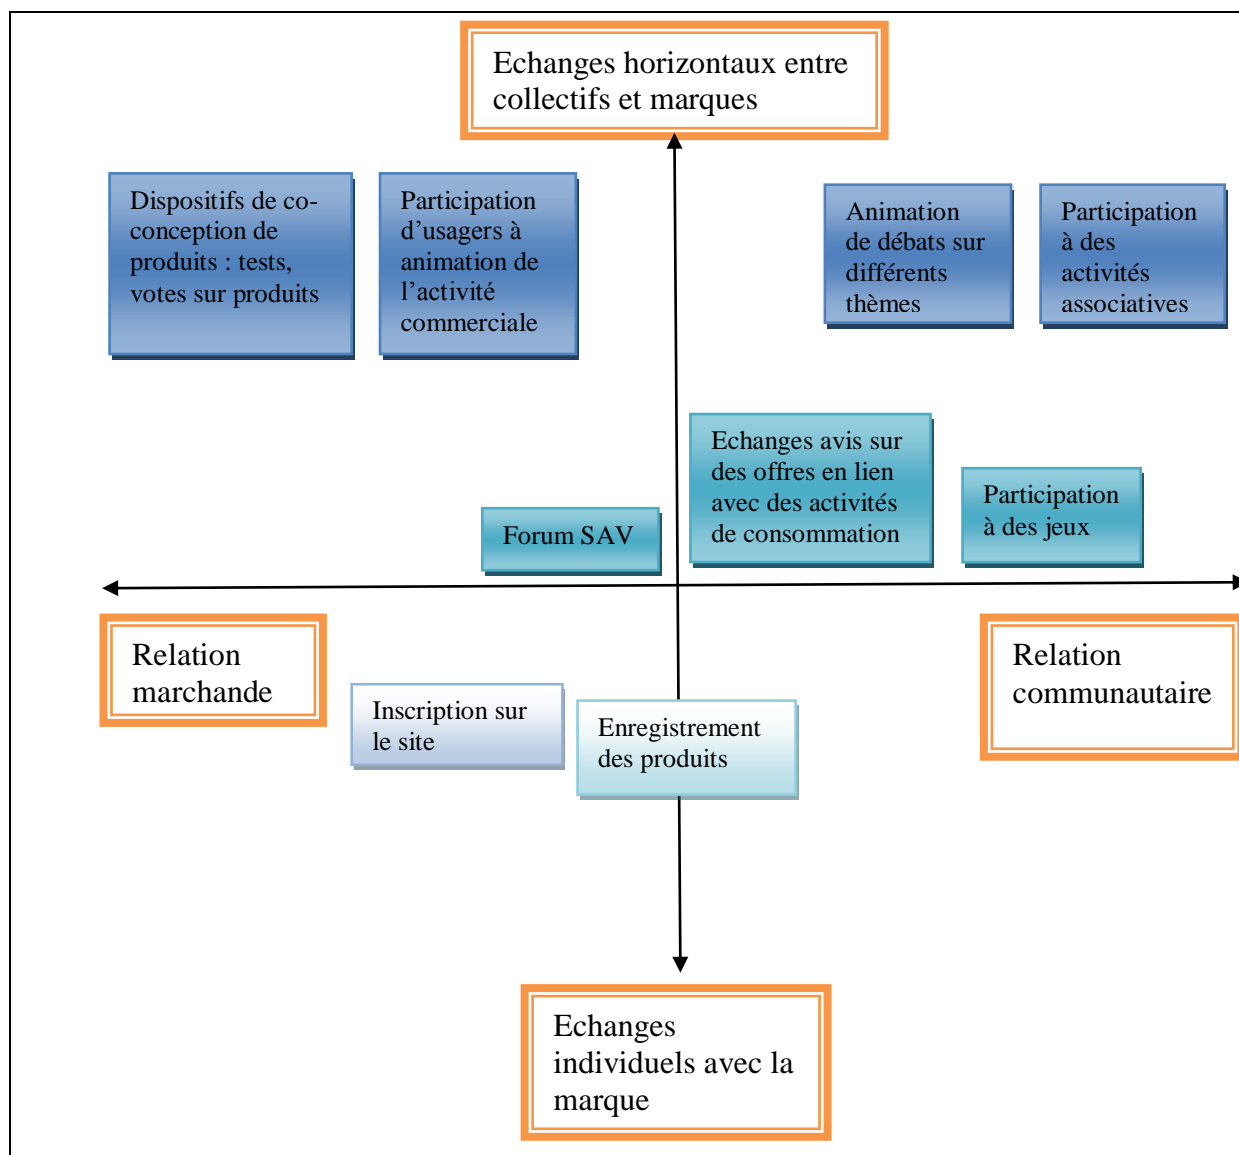 Echanges horizontaux entre
collectifs et marques
Dispositifs de co-
conception de
produits : tests,
votes sur produits
Participation
d’usagers à
animation de
l’activité
commerciale
Animation
de débats sur
différents
thèmes
Participation
à des
activités
associatives
Echanges avis sur
des offres en lien
avec des activités
de consommation
Participation
à des jeux
Forum SAV
Relation
marchande
Relation
communautaire
Inscription sur
le site
Enregistrement
des produits
Echanges
individuels avec la
marque